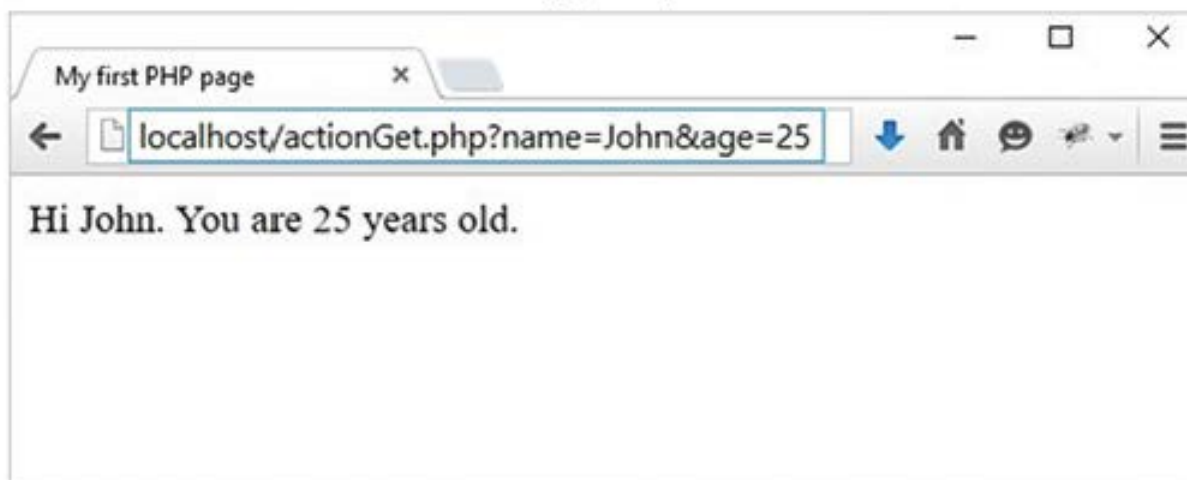 My first PHP page
localhost/actionGet.php?name=John&age=25
Hi John. You are 25 years old.